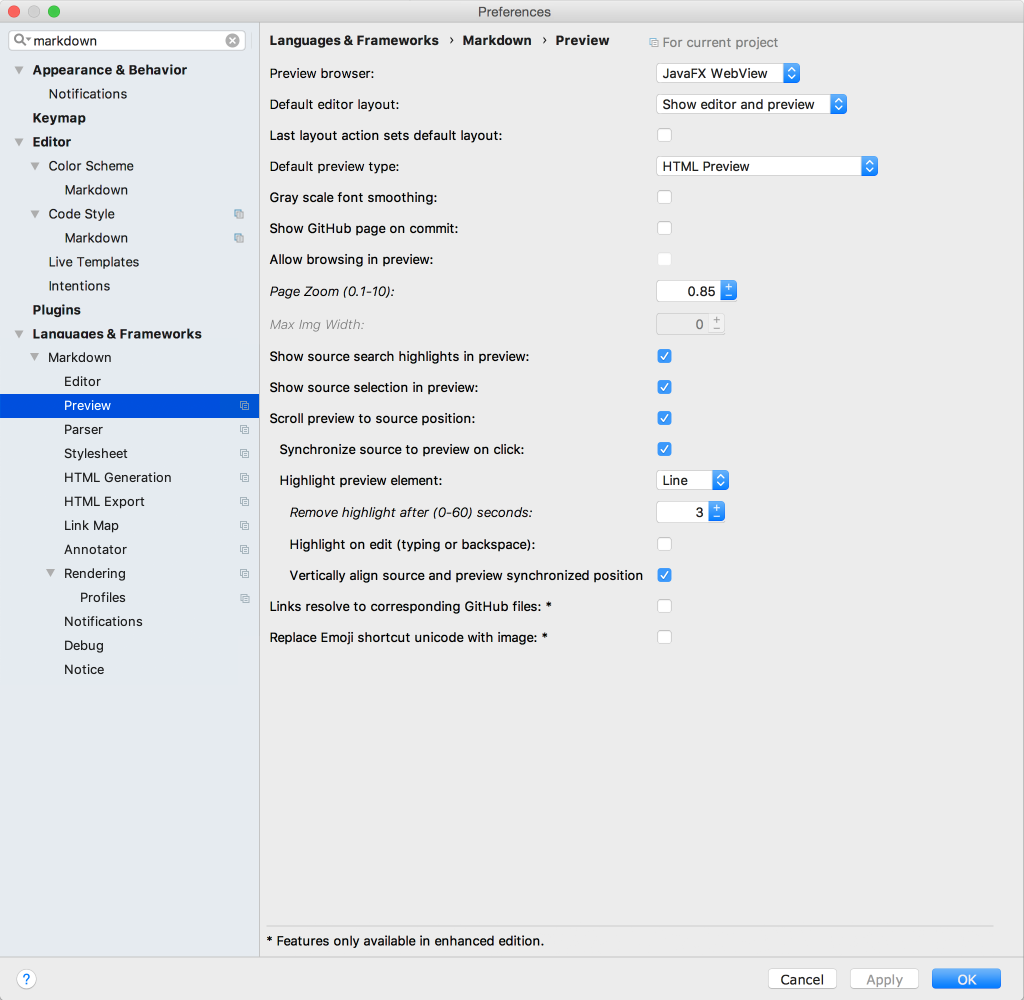 Preferences
markdown
Appearance & Behavior
Notifications
Keymap
Editor
Color Scheme
Markdown
Code Style
Markdown
Live Templates
Intentions
Plugins
Languages & Frameworks
Markdown
Editor
Preview
Parser
Stylesheet
HTML Generation
HTML Export
Link Map
Annotator
Rendering
Profiles
Notifications
Debug
Notice
Languages & Frameworks › Markdown › Preview For current project
Preview browser: JavaFX WebView
Default editor layout: Show editor and preview
Last layout action sets default layout:
Default preview type: HTML Preview
Gray scale font smoothing:
Show GitHub page on commit:
Allow browsing in preview:
Page Zoom (0.1-10): 0.85
Max Img Width: 0
Show source search highlights in preview:
Show source selection in preview:
Scroll preview to source position:
Synchronize source to preview on click:
Highlight preview element: Line
Remove highlight after (0-60) seconds: 3
Highlight on edit (typing or backspace):
Vertically align source and preview synchronized position
Links resolve to corresponding GitHub files: *
Replace Emoji shortcut unicode with image: *
* Features only available in enhanced edition.
? Cancel Apply OK